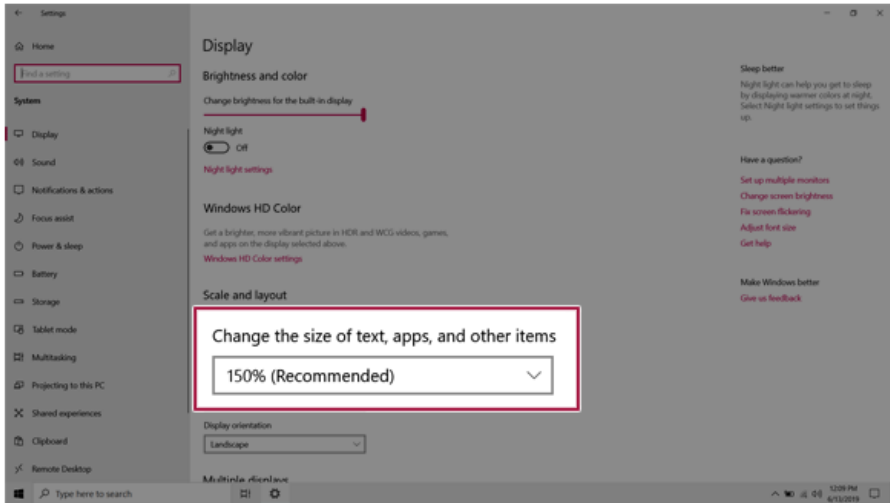 Settings
Home
Find a setting
System
Display
Sound
Notifications & actions
Focus assist
Power & sleep
Battery
Storage
Tablet mode
Multitasking
Projecting to this PC
Shared experiences
Clipboard
Remote Desktop
Display
Brightness and color
Change brightness for the built-in display
Night light
Off
Night light settings
Windows HD Color
Get a brighter, more vibrant picture in HDR and WCG videos, games,
and apps on the display selected above.
Windows HD Color settings
Scale and layout
Change the size of text, apps, and other items
150% (Recommended)
Display orientation
Landscape
Multiple displays
Sleep better
Night light can help you get to sleep
by displaying warmer colors at night.
Select Night light settings to set things
up.
Have a question?
Set up multiple monitors
Change screen brightness
Fix screen flickering
Adjust font size
Get help
Make Windows better
Give us feedback
Type here to search
12:09 PM
6/13/2019